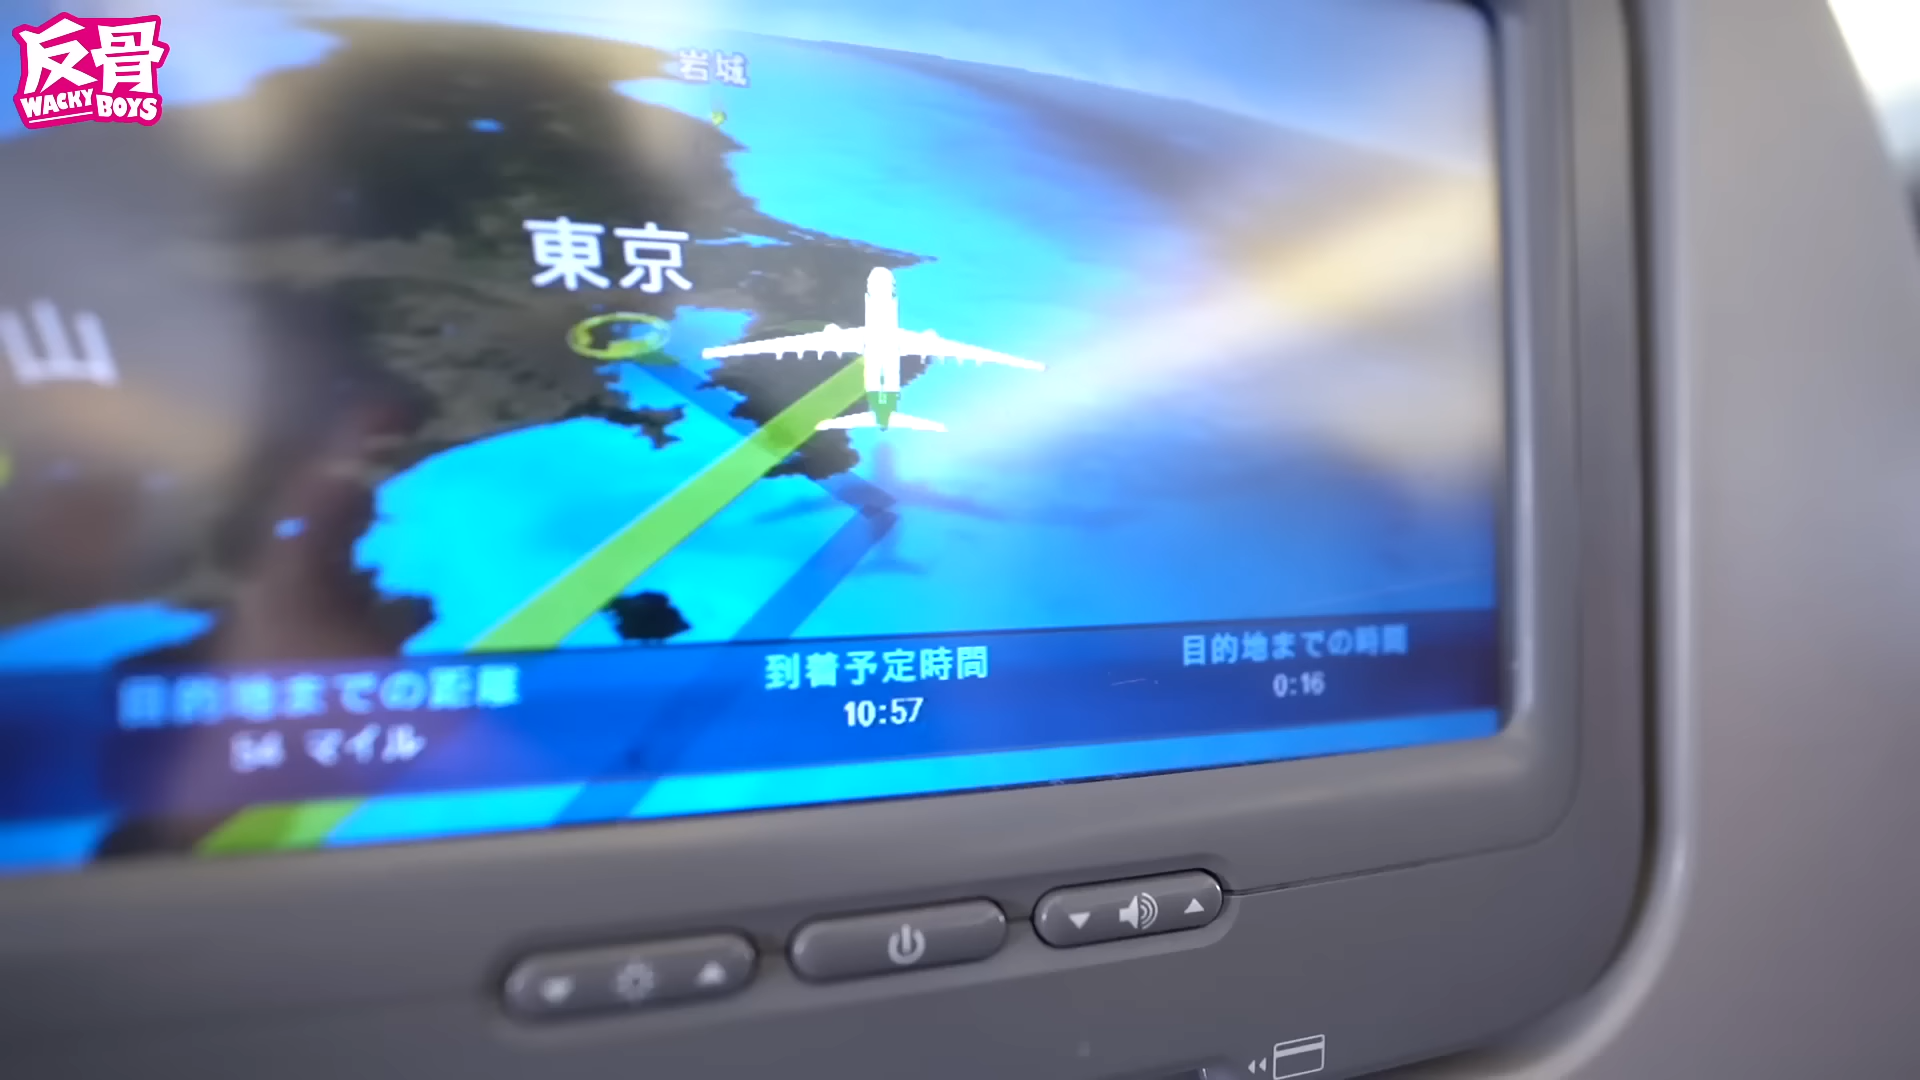 反骨
WACKY BOYS
岩城
東京
山
目的地までの距離
54 マイル
到着予定時間
10:57
目的地までの時間
0:16